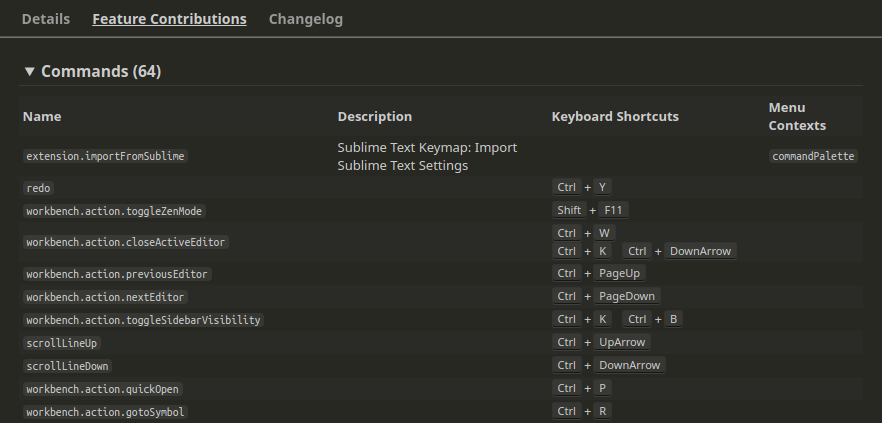 Details Feature Contributions Changelog
▼ Commands (64)
Name Description Keyboard Shortcuts Menu Contexts
extension.importFromSublime Sublime Text Keymap: Import Sublime Text Settings commandPalette
redo Ctrl + Y
workbench.action.toggleZenMode Shift + F11
workbench.action.closeActiveEditor Ctrl + W
Ctrl + K Ctrl + DownArrow
workbench.action.previousEditor Ctrl + PageUp
workbench.action.nextEditor Ctrl + PageDown
workbench.action.toggleSidebarVisibility Ctrl + K Ctrl + B
scrollLineUp Ctrl + UpArrow
scrollLineDown Ctrl + DownArrow
workbench.action.quickOpen Ctrl + P
workbench.action.gotoSymbol Ctrl + R